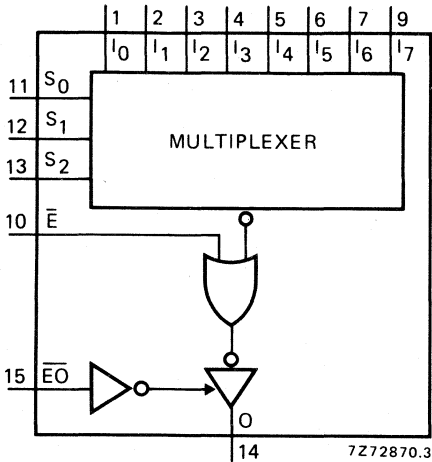 1 2 3 4 5 6 7 9
I0 I1 I2 I3 I4 I5 I6 I7
11 S0
MULTIPLEXER
12 S1
13 S2
10 E̅
15 E̅O̅
O
14 7Z72870.3